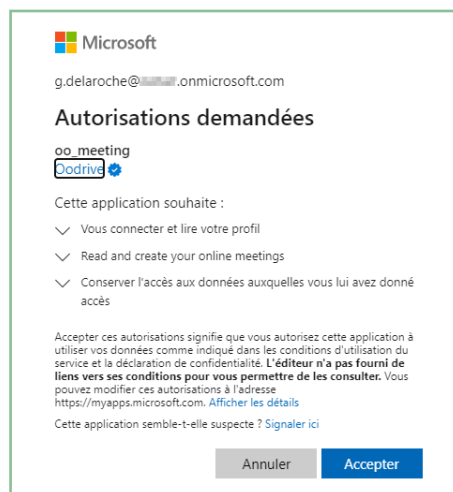 Microsoft
g.delaroche@ .onmicrosoft.com
Autorisations demandées
oo_meeting
Oodrive
Cette application souhaite :
Vous connecter et lire votre profil
Read and create your online meetings
Conserver l'accès aux données auxquelles vous lui avez donné
accès
Accepter ces autorisations signifie que vous autorisez cette application à
utiliser vos données comme indiqué dans les conditions d'utilisation du
service et la déclaration de confidentialité. L'éditeur n'a pas fourni de
liens vers ses conditions pour vous permettre de les consulter. Vous
pouvez modifier ces autorisations à l'adresse
https://myapps.microsoft.com. Afficher les détails
Cette application semble-t-elle suspecte ? Signaler ici
Annuler
Accepter